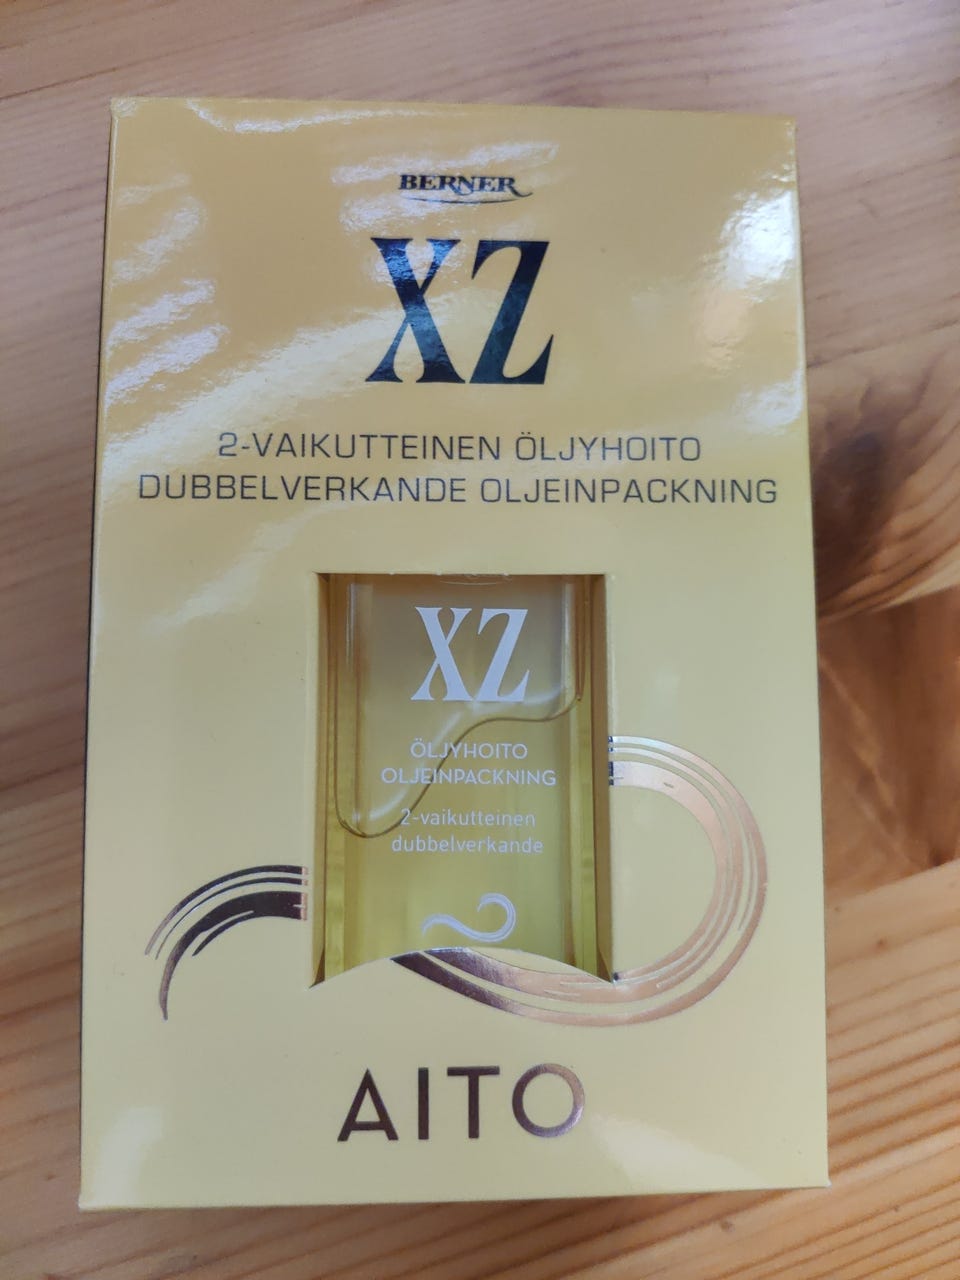 BERNER
XZ
2-VAIKUTTEINEN ÖLJYHOITO
DUBBELVERKANDE OLJEINPACKNING
XZ
ÖLJYHOITO
OLJEINPACKNING
2-vaikutteinen
dubbelverkande
AITO